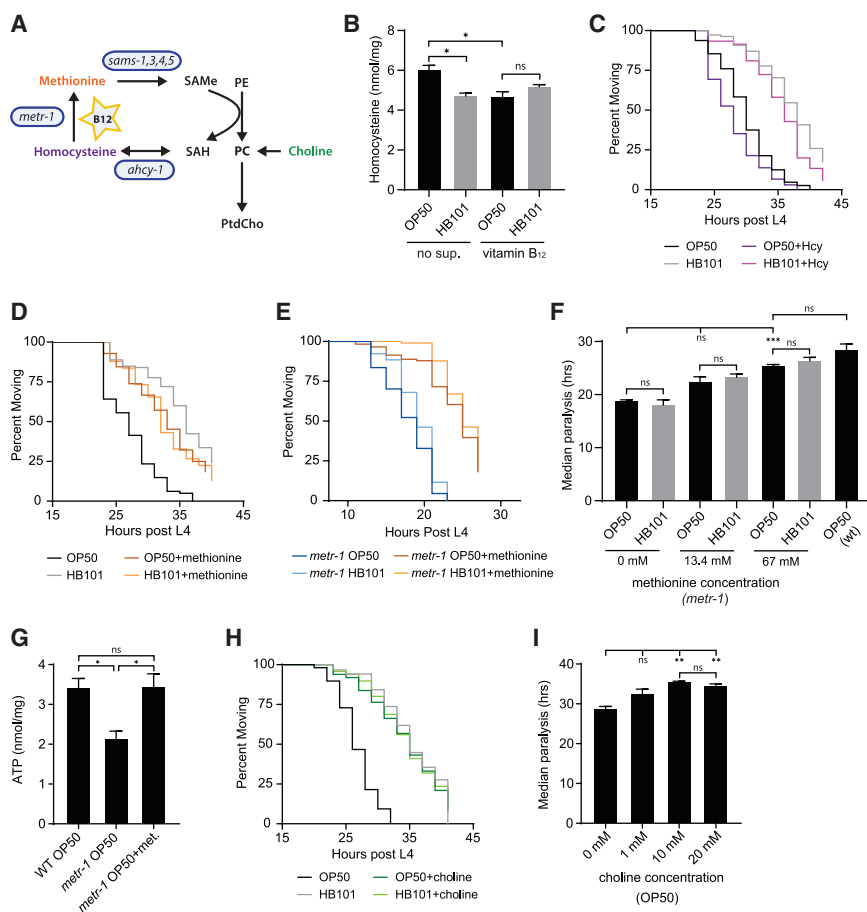 A
sams-1,3,4,5
Methionine
SAMe
PE
metr-1
B12
Homocysteine
SAH
PC
Choline
ahcy-1
PtdCho
B
Homocysteine (nmol/mg)
8
6
4
2
0
*
*
ns
OP50
HB101
OP50
HB101
no sup.
vitamin B12
C
Percent Moving
100
75
50
25
0
15
25
35
45
Hours post L4
OP50
OP50+Hcy
HB101
HB101+Hcy
D
Percent Moving
100
75
50
25
0
15
25
35
45
Hours post L4
OP50
OP50+methionine
HB101
HB101+methionine
E
Percent Moving
100
75
50
25
0
10
20
30
Hours Post L4
metr-1 OP50
metr-1 OP50+methionine
metr-1 HB101
metr-1 HB101+methionine
F
Median paralysis (hrs)
30
20
10
0
ns
ns
***
ns
ns
ns
OP50
HB101
OP50
HB101
OP50
HB101
OP50
(wt)
0 mM
13.4 mM
67 mM
methionine concentration
(metr-1)
G
ATP (nmol/mg)
4
3
2
1
0
ns
*
*
WT OP50
metr-1 OP50
metr-1 OP50+met.
H
Percent Moving
100
75
50
25
0
15
25
35
45
Hours post L4
OP50
OP50+choline
HB101
HB101+choline
I
Median paralysis (hrs)
40
30
20
10
0
ns
**
**
ns
0 mM
1 mM
10 mM
20 mM
choline concentration
(OP50)